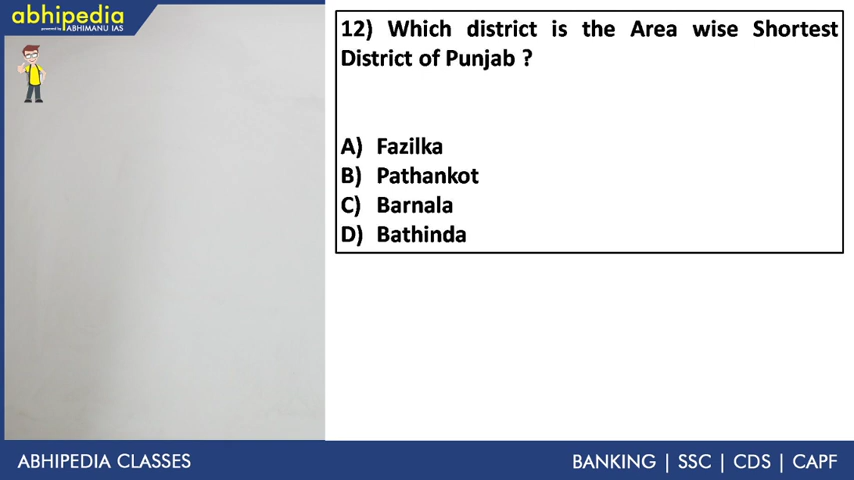 abhipedia
powered by ABHIMANU IAS
12) Which district is the Area wise Shortest
District of Punjab ?
A) Fazilka
B) Pathankot
C) Barnala
D) Bathinda
ABHIPEDIA CLASSES
BANKING | SSC | CDS | CAPF